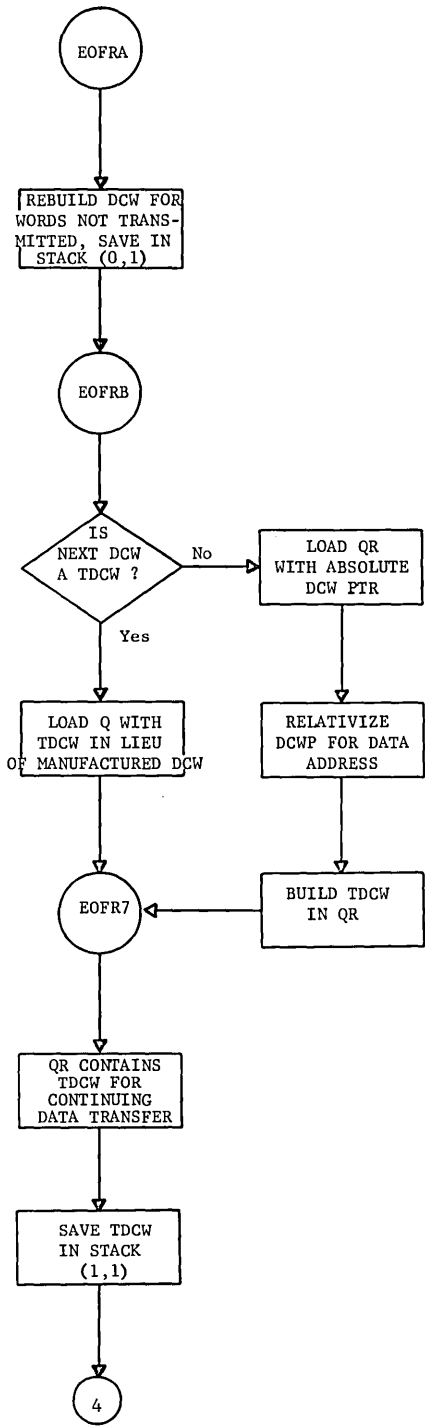 EOFRA
REBUILD DCW FOR
WORDS NOT TRANS-
MITTED, SAVE IN
STACK (0,1)
EOFRB
IS
NEXT DCW
A TDCW ?
No
LOAD QR
WITH ABSOLUTE
DCW PTR
Yes
LOAD Q WITH
TDCW IN LIEU
OF MANUFACTURED DCW
RELATIVIZE
DCWP FOR DATA
ADDRESS
EOFR7
BUILD TDCW
IN QR
QR CONTAINS
TDCW FOR
CONTINUING
DATA TRANSFER
SAVE TDCW
IN STACK
(1,1)
4